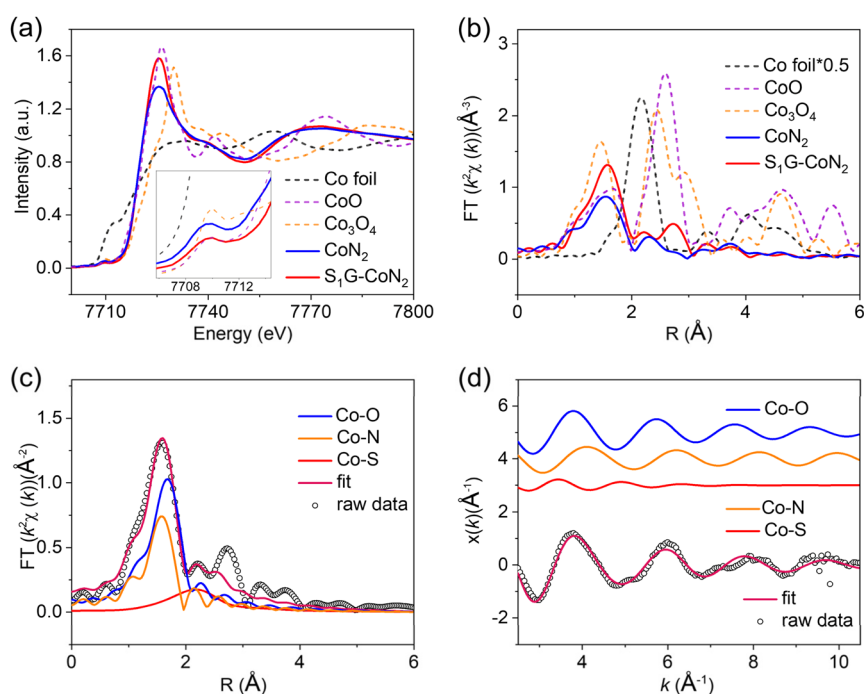 (a)
Intensity (a.u.)
1.6
1.2
0.8
0.4
0.0
7710
7740
7770
7800
Energy (eV)
7708
7712
Co foil
CoO
Co₃O₄
CoN₂
S₁G-CoN₂
(b)
FT (k²χ (k))(Å⁻³)
3
2
1
0
0
2
4
6
R (Å)
Co foil*0.5
CoO
Co₃O₄
CoN₂
S₁G-CoN₂
(c)
FT (k²χ (k))(Å⁻²)
1.5
1.0
0.5
0.0
0
2
4
6
R (Å)
Co-O
Co-N
Co-S
fit
raw data
(d)
x(k)(Å⁻¹)
6
4
2
0
-2
4
6
8
10
k (Å⁻¹)
Co-O
Co-N
Co-S
fit
raw data